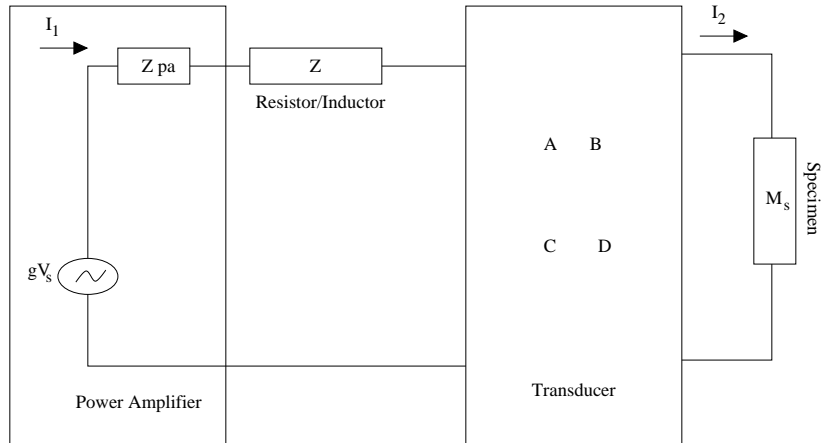 I1
I2
Z pa
Z
Resistor/Inductor
A B
Specimen
Ms
C D
gVs
Transducer
Power Amplifier